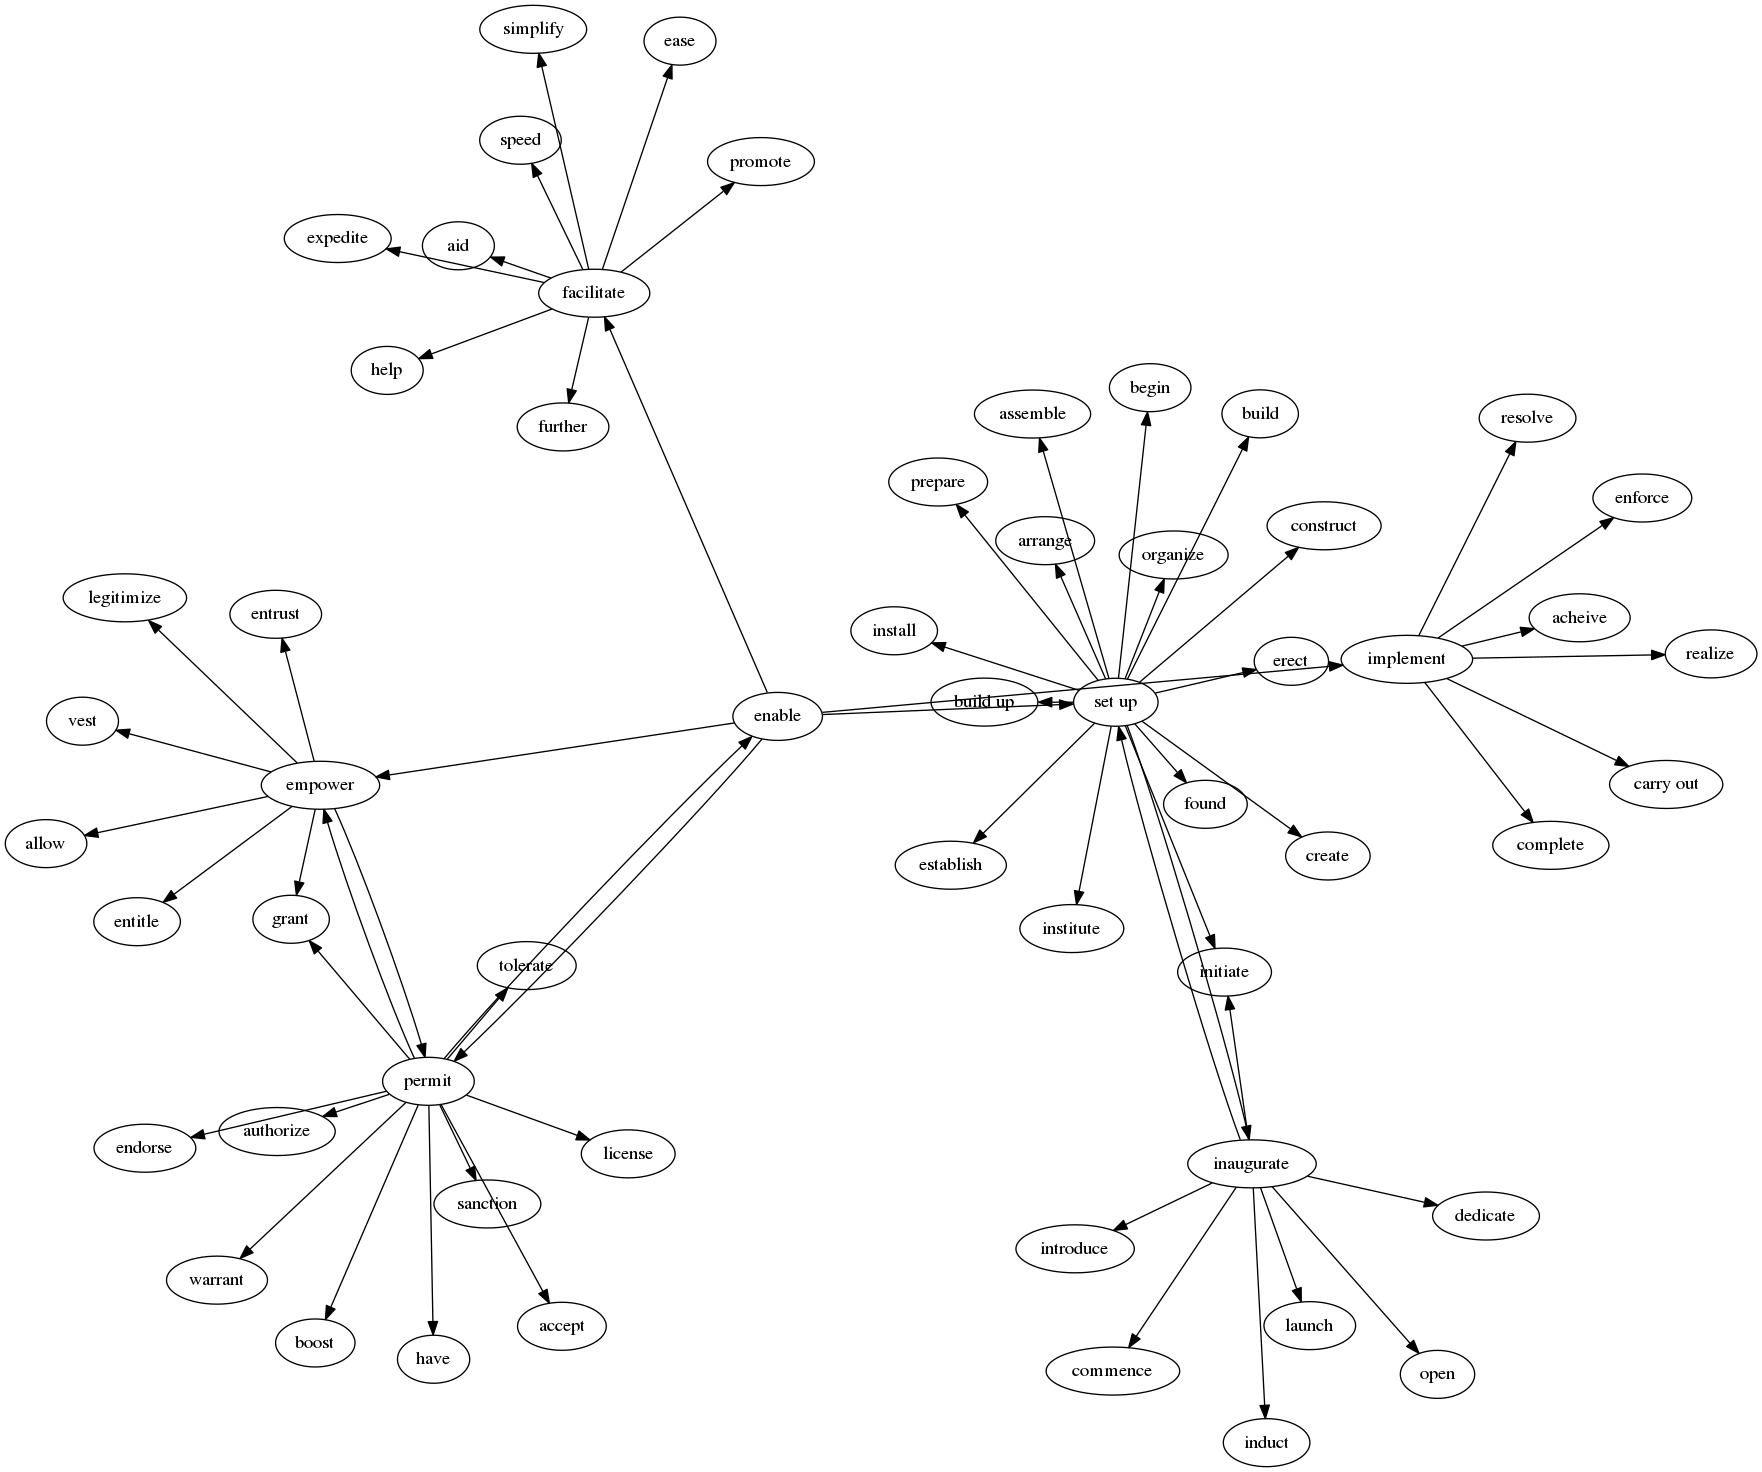 simplify
ease
speed
promote
expedite
aid
facilitate
help
further
begin
assemble
build
resolve
prepare
enforce
construct
arrange
organize
legitimize
entrust
install
acheive
implement
realize
erect
build up
set up
enable
vest
empower
carry out
found
allow
complete
create
establish
grant
entitle
institute
tolerate
initiate
permit
authorize
endorse
license
inaugurate
sanction
dedicate
introduce
warrant
launch
accept
boost
have
commence
open
induct